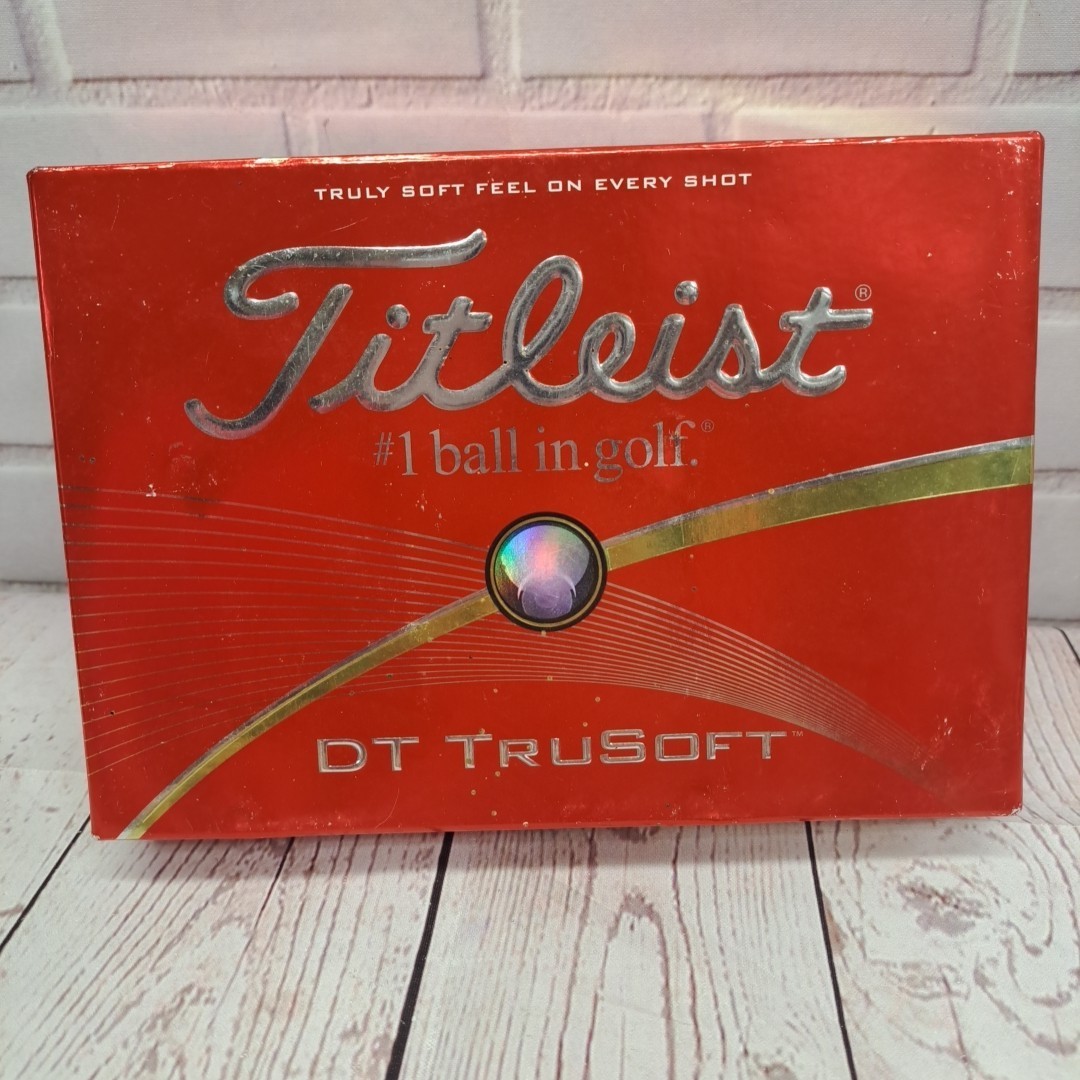 TRULY SOFT FEEL ON EVERY SHOT
Titleist®
#1 ball in golf.®
DT TRUSOFT™